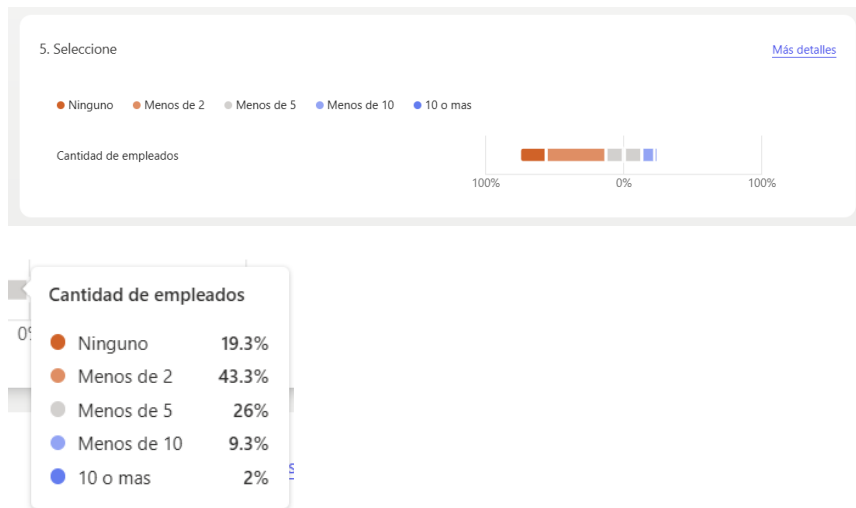 5. Seleccione
Más detalles
Ninguno Menos de 2 Menos de 5 Menos de 10 10 o mas
Cantidad de empleados
100% 0% 100%
Cantidad de empleados
Ninguno 19.3%
Menos de 2 43.3%
Menos de 5 26%
Menos de 10 9.3%
10 o mas 2%